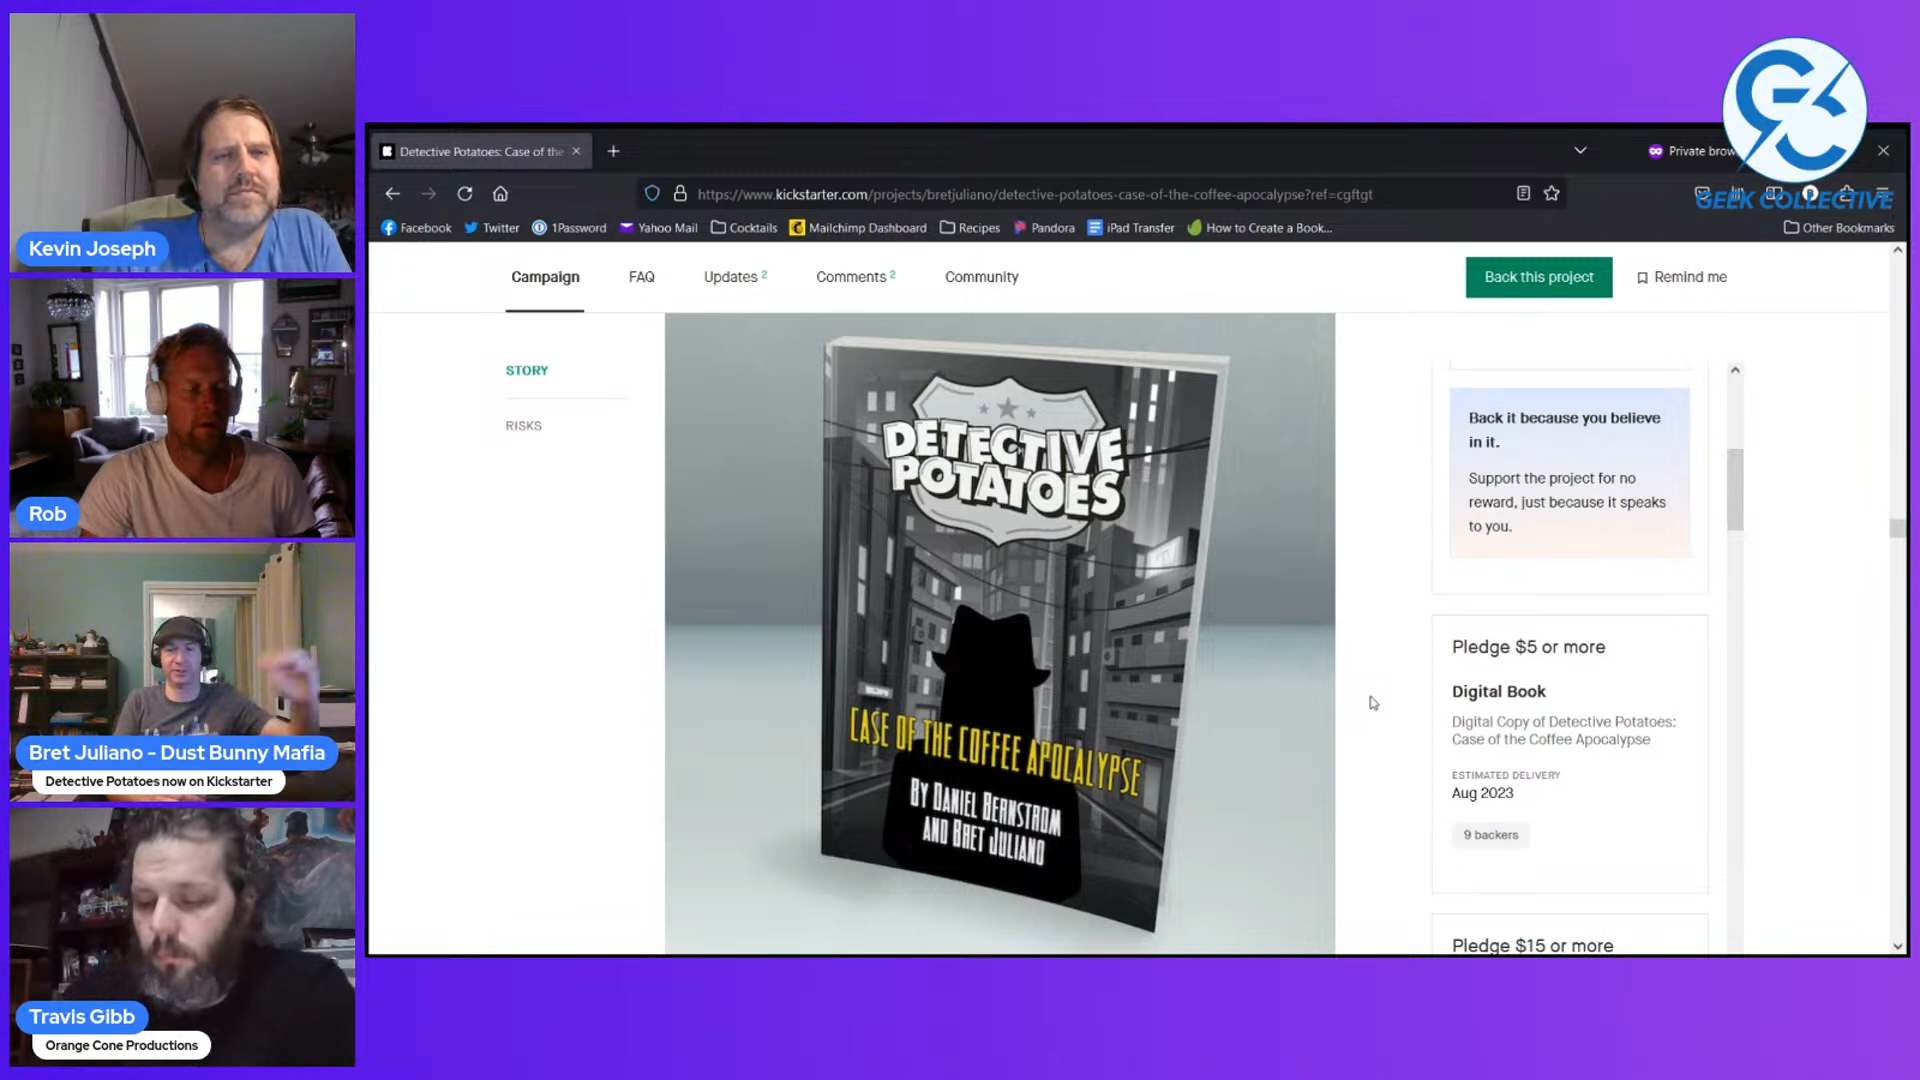 Kevin Joseph
Rob
Bret Juliano - Dust Bunny Mafia
Detective Potatoes now on Kickstarter
Travis Gibb
Orange Cone Productions
GEEK COLLECTIVE
Detective Potatoes: Case of the
Private brow
https://www.kickstarter.com/projects/bretjuliano/detective-potatoes-case-of-the-coffee-apocalypse?ref=cgftgt
Facebook Twitter 1Password Yahoo Mail Cocktails Mailchimp Dashboard Recipes Pandora iPad Transfer How to Create a Book... Other Bookmarks
Campaign FAQ Updates 2 Comments 2 Community Back this project Remind me
STORY
RISKS
DETECTIVE
POTATOES
CASE OF THE COFFEE APOCALYPSE
BY DANIEL BERNSTROM
AND BRET JULIANO
Back it because you believe
in it.
Support the project for no
reward, just because it speaks
to you.
Pledge $5 or more
Digital Book
Digital Copy of Detective Potatoes:
Case of the Coffee Apocalypse
ESTIMATED DELIVERY
Aug 2023
9 backers
Pledge $15 or more